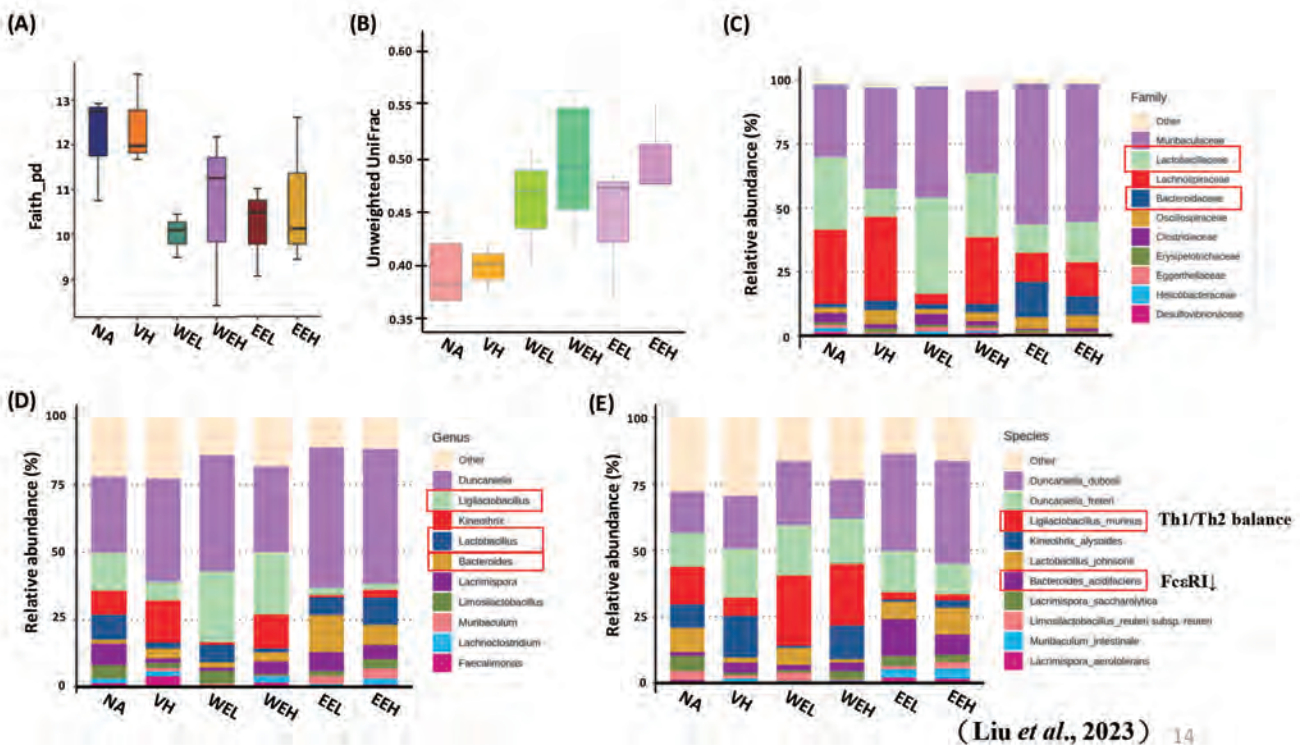 (A)
Faith_pd
13
12
11
10
9
NA VH WEL WEH EEL EEH
(B)
Unweighted UniFrac
0.60
0.55
0.50
0.45
0.40
0.35
NA VH WEL WEH EEL EEH
(C)
Relative abundance (%)
100
75
50
25
0
NA VH WEL WEH EEL EEH
Family
Other
Muribaculaceae
Lactobacillaceae
Lachnospiraceae
Bacteroidaceae
Oscillospiraceae
Clostridiaceae
Erysipelotrichaceae
Eggerthellaceae
Helicobacteraceae
Desulfovibrionaceae
(D)
Relative abundance (%)
100
75
50
25
0
NA VH WEL WEH EEL EEH
Genus
Other
Duncaniella
Ligilactobacillus
Kineothrix
Lactobacillus
Bacteroides
Lacrimispora
Limosilactobacillus
Muribaculum
Lachnoclostridium
Faecalimonas
(E)
Relative abundance (%)
100
75
50
25
0
NA VH WEL WEH EEL EEH
Species
Other
Duncaniella_dubosii
Duncaniella_freteri
Ligilactobacillus_murinus Th1/Th2 balance
Kineothrix_alysoides
Lactobacillus_johnsonii
Bacteroides_acidifaciens FcεRI↓
Lacrimispora_saccharolytica
Limosilactobacillus_reuteri subsp. reuteri
Muribaculum_intestinale
Lacrimispora_aerotolerans
(Liu et al., 2023) 14